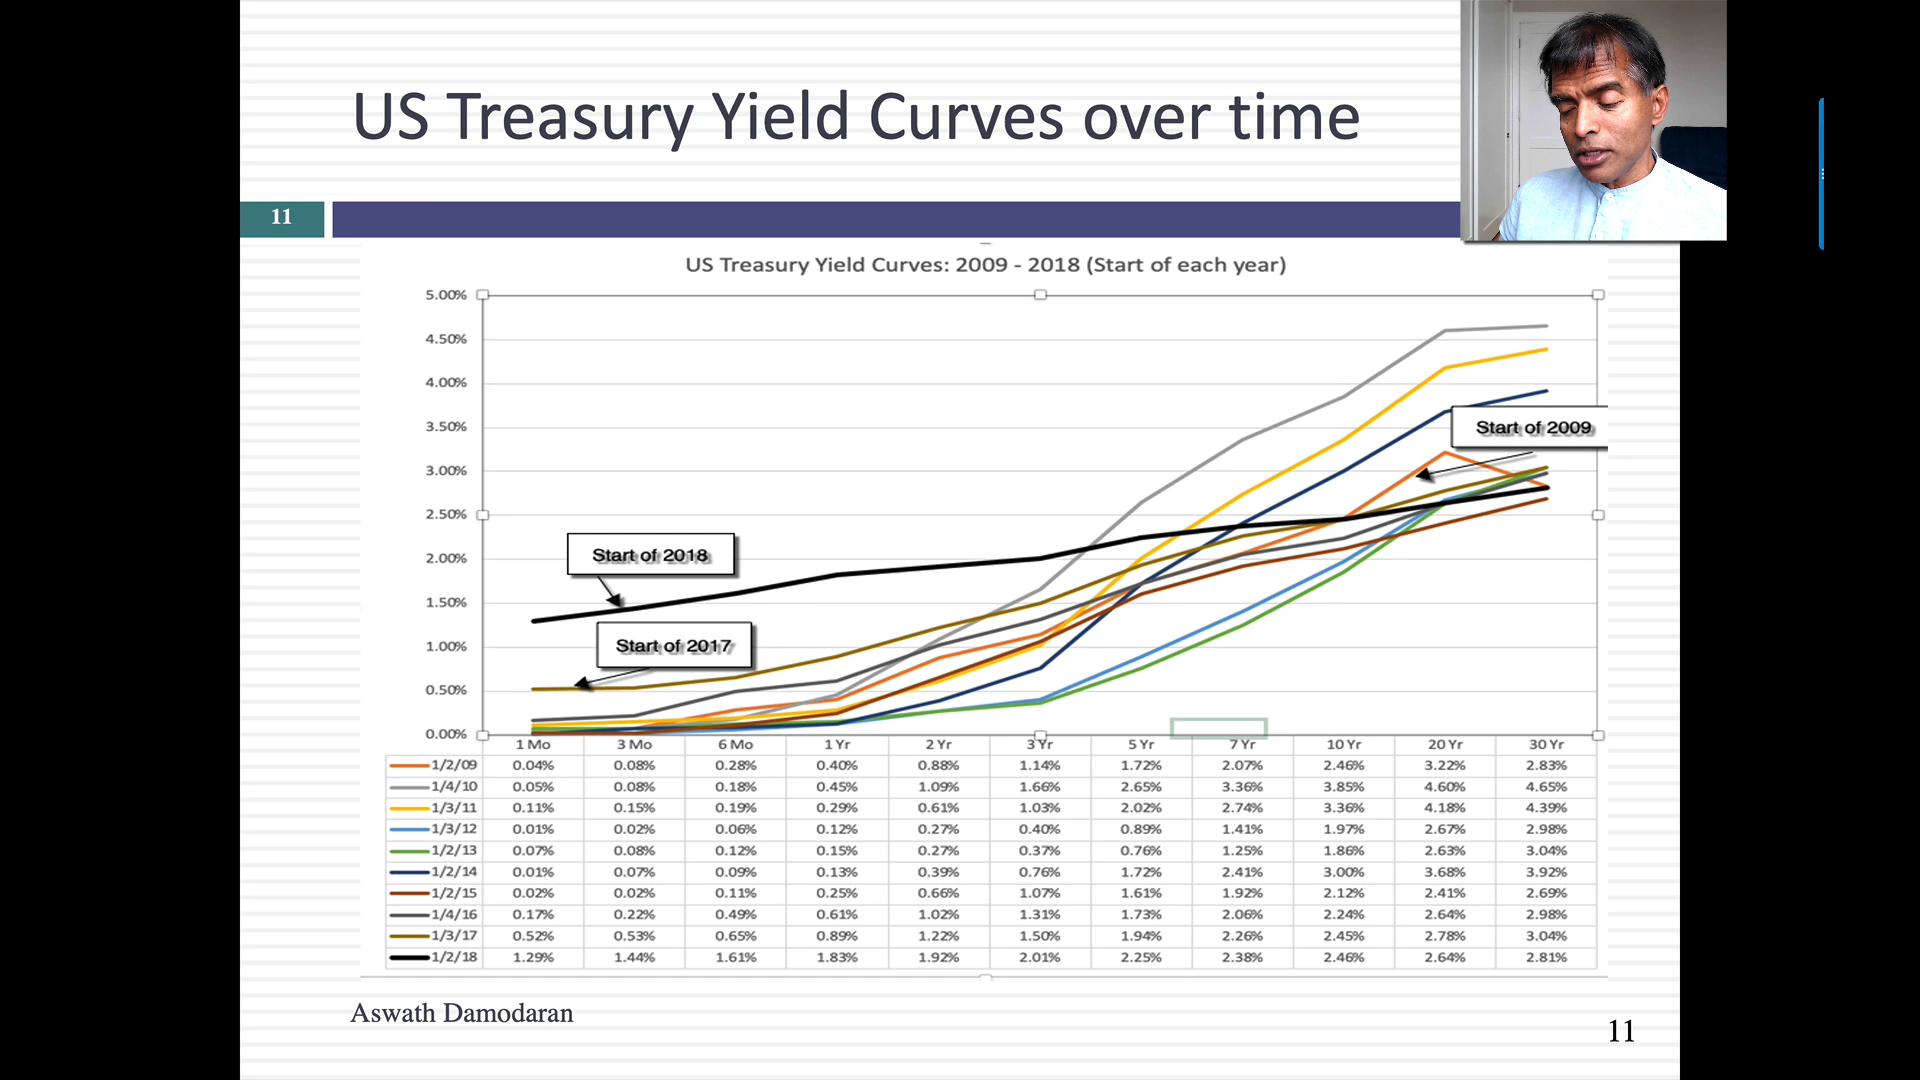 US Treasury Yield Curves over time
11
US Treasury Yield Curves: 2009 - 2018 (Start of each year)
5.00%
4.50%
4.00%
3.50%
3.00%
2.50%
2.00%
1.50%
1.00%
0.50%
0.00%
Start of 2009
Start of 2018
Start of 2017
1 Mo 3 Mo 6 Mo 1 Yr 2 Yr 3 Yr 5 Yr 7 Yr 10 Yr 20 Yr 30 Yr
1/2/09 0.04% 0.08% 0.28% 0.40% 0.88% 1.14% 1.72% 2.07% 2.46% 3.22% 2.83%
1/4/10 0.05% 0.08% 0.18% 0.45% 1.09% 1.66% 2.65% 3.36% 3.85% 4.60% 4.65%
1/3/11 0.11% 0.15% 0.19% 0.29% 0.61% 1.03% 2.02% 2.74% 3.36% 4.18% 4.39%
1/3/12 0.01% 0.02% 0.06% 0.12% 0.27% 0.40% 0.89% 1.41% 1.97% 2.67% 2.98%
1/2/13 0.07% 0.08% 0.12% 0.15% 0.27% 0.37% 0.76% 1.25% 1.86% 2.63% 3.04%
1/2/14 0.01% 0.07% 0.09% 0.13% 0.39% 0.76% 1.72% 2.41% 3.00% 3.68% 3.92%
1/2/15 0.02% 0.02% 0.11% 0.25% 0.66% 1.07% 1.61% 1.92% 2.12% 2.41% 2.69%
1/4/16 0.17% 0.22% 0.49% 0.61% 1.02% 1.31% 1.73% 2.06% 2.24% 2.64% 2.98%
1/3/17 0.52% 0.53% 0.65% 0.89% 1.22% 1.50% 1.94% 2.26% 2.45% 2.78% 3.04%
1/2/18 1.29% 1.44% 1.61% 1.83% 1.92% 2.01% 2.25% 2.38% 2.46% 2.64% 2.81%
Aswath Damodaran
11